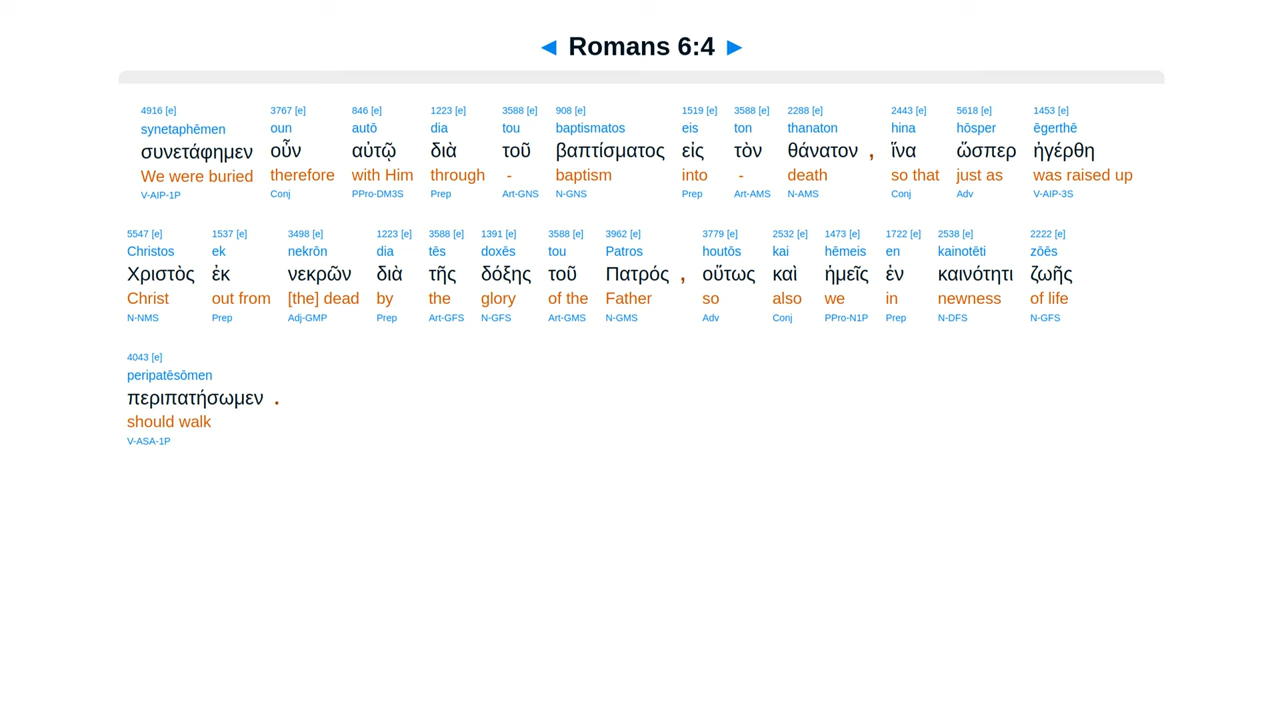 ◄ Romans 6:4 ►
4916 [e] 3767 [e] 846 [e] 1223 [e] 3588 [e] 908 [e] 1519 [e] 3588 [e] 2288 [e] 2443 [e] 5618 [e] 1453 [e]
synetaphēmen oun autō dia tou baptismatos eis ton thanaton hina hōsper ēgerthē
συνετάφημεν οὖν αὐτῷ διὰ τοῦ βαπτίσματος εἰς τὸν θάνατον , ἵνα ὥσπερ ἠγέρθη
We were buried therefore with Him through - baptism into - death so that just as was raised up
V-AIP-1P Conj PPro-DM3S Prep Art-GNS N-GNS Prep Art-AMS N-AMS Conj Adv V-AIP-3S
5547 [e] 1537 [e] 3498 [e] 1223 [e] 3588 [e] 1391 [e] 3588 [e] 3962 [e] 3779 [e] 2532 [e] 1473 [e] 1722 [e] 2538 [e] 2222 [e]
Christos ek nekrōn dia tēs doxēs tou Patros houtōs kai hēmeis en kainotēti zōēs
Χριστὸς ἐκ νεκρῶν διὰ τῆς δόξης τοῦ Πατρός , οὕτως καὶ ἡμεῖς ἐν καινότητι ζωῆς
Christ out from [the] dead by the glory of the Father so also we in newness of life
N-NMS Prep Adj-GMP Prep Art-GFS N-GFS Art-GMS N-GMS Adv Conj PPro-N1P Prep N-DFS N-GFS
4043 [e]
peripatēsōmen
περιπατήσωμεν .
should walk
V-ASA-1P